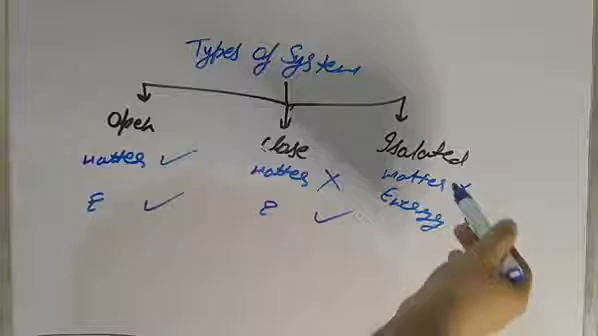 Types of System
Open
Close
Isolated
matter ✓
matter X
matter x
E ✓
E ✓
Energy